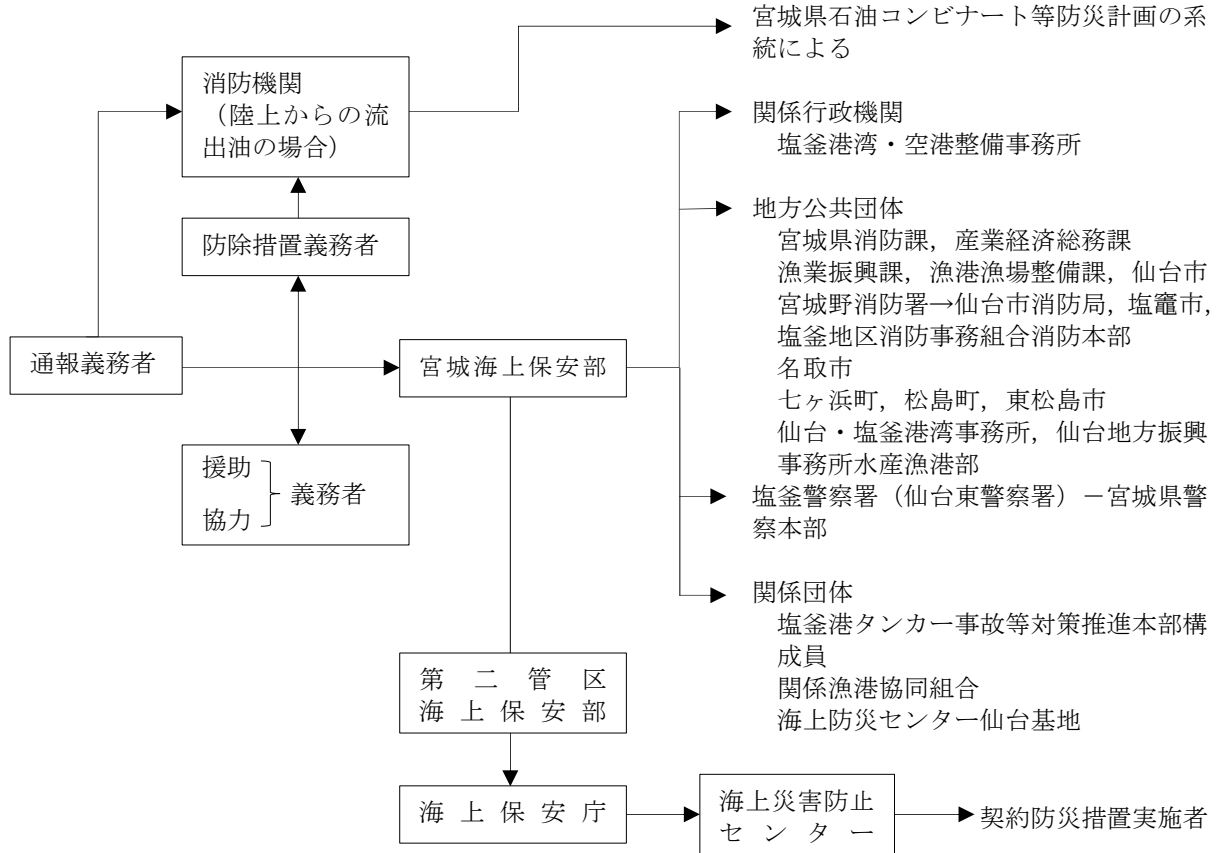 宮城県石油コンビナート等防災計画の系
統による
消防機関
（陸上からの流
出油の場合）
関係行政機関
塩釜港湾・空港整備事務所
防除措置義務者
地方公共団体
宮城県消防課，産業経済総務課
漁業振興課，漁港漁場整備課，仙台市
宮城野消防署→仙台市消防局，塩竈市，
塩釜地区消防事務組合消防本部
名取市
七ヶ浜町，松島町，東松島市
仙台・塩釜港湾事務所，仙台地方振興
事務所水産漁港部
通報義務者
宮城海上保安部
援助
協力
義務者
塩釜警察署（仙台東警察署）－宮城県警
察本部
関係団体
塩釜港タンカー事故等対策推進本部構
成員
関係漁港協同組合
海上防災センター仙台基地
第二管区
海上保安部
海上保安庁
海上災害防止
センター
契約防災措置実施者